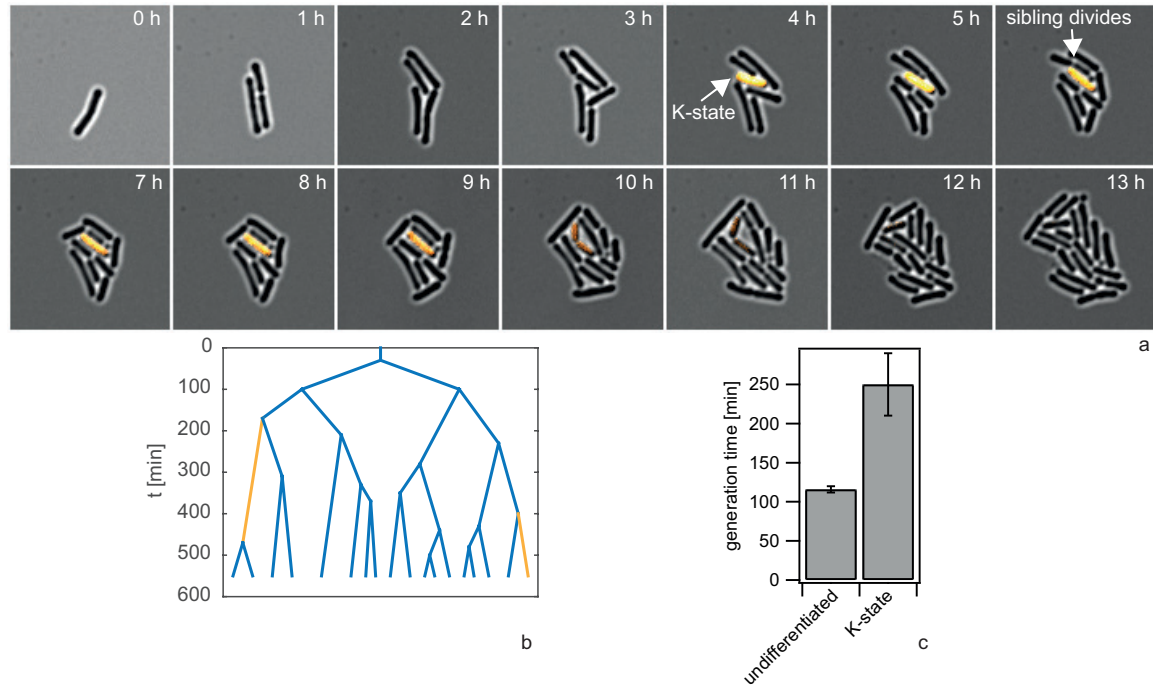 0 h
1 h
2 h
3 h
4 h
5 h
sibling divides
K-state
7 h
8 h
9 h
10 h
11 h
12 h
13 h
a
0
100
200
300
400
500
600
t [min]
b
250
200
150
100
50
0
generation time [min]
undifferentiated
K-state
c